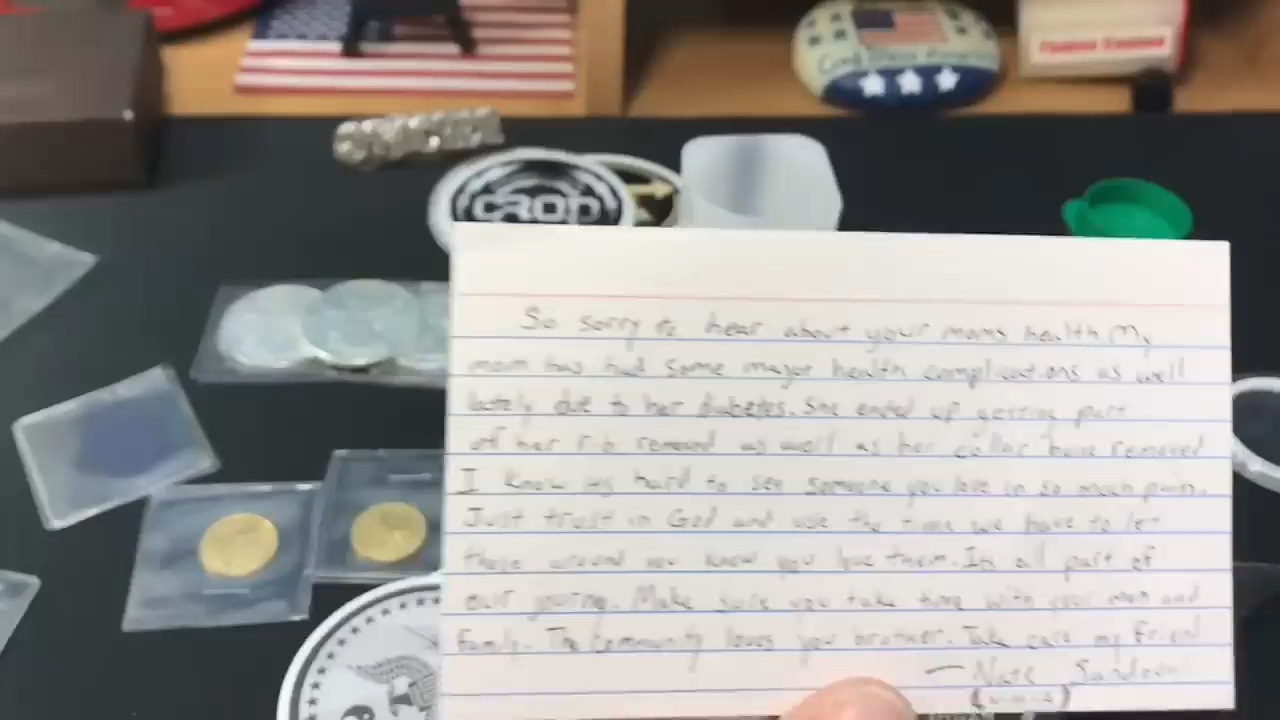 CROD
So sorry to hear about your moms health. My
mom has had some major health complications as well
lately due to her diabetes. She ended up getting part
of her rib removed as well as her collar bone removed
I know its hard to see someone you love in so much pain.
Just trust in God and use the time we have to let
those around you know you love them. Its all part of
our journy. Make sure you take time with your mom and
Family. The Community loves you brother. Take care my Friend
— Nate